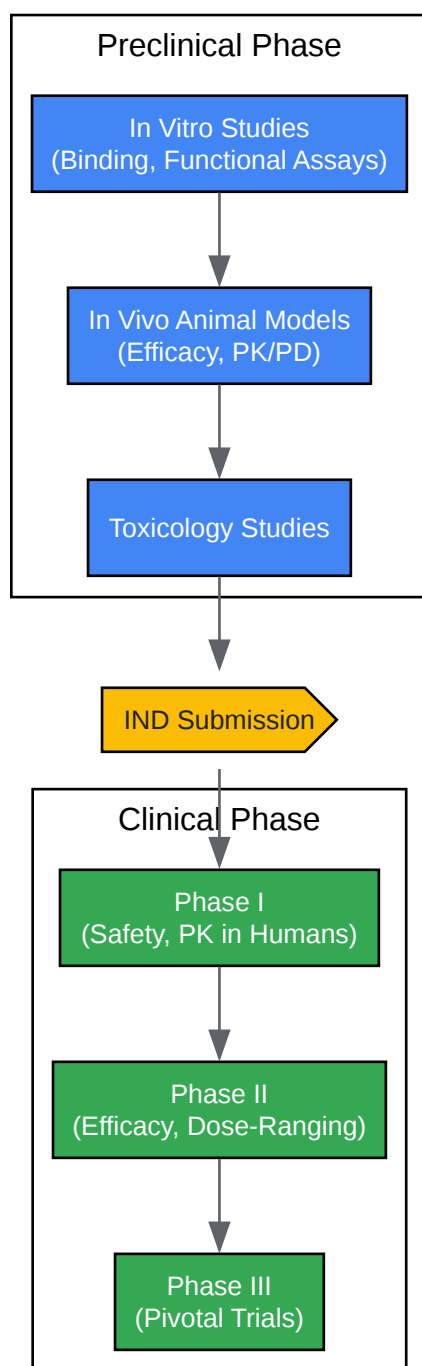 Preclinical Phase
In Vitro Studies
(Binding, Functional Assays)
In Vivo Animal Models
(Efficacy, PK/PD)
Toxicology Studies
IND Submission
Clinical Phase
Phase I
(Safety, PK in Humans)
Phase II
(Efficacy, Dose-Ranging)
Phase III
(Pivotal Trials)